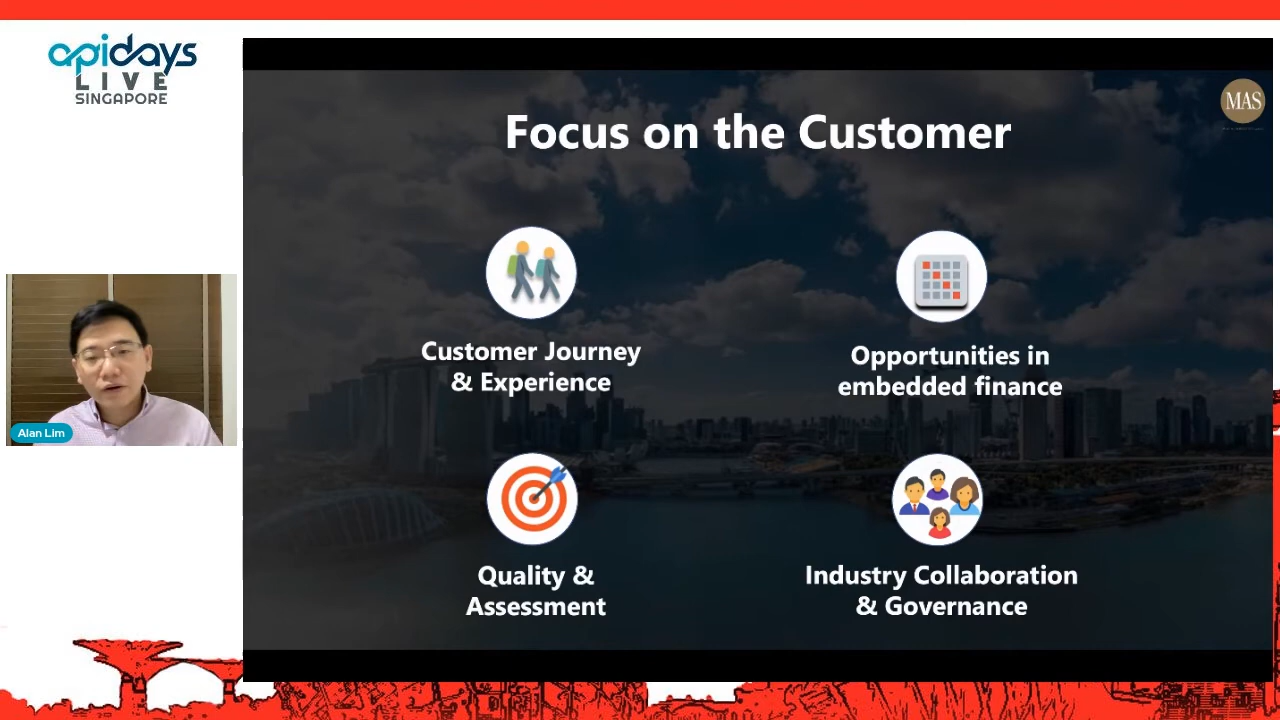 apidays
LIVE
SINGAPORE
MAS
Focus on the Customer
Customer Journey
& Experience
Opportunities in
embedded finance
Quality &
Assessment
Industry Collaboration
& Governance
Alan Lim